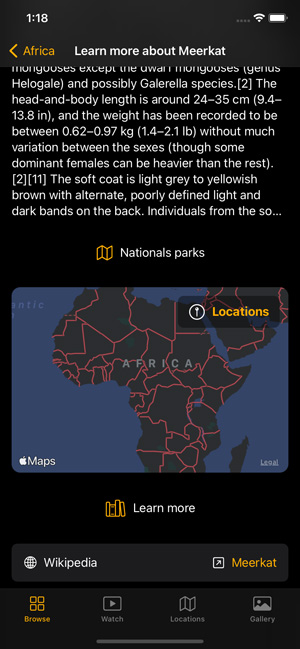 1:18
Africa
Learn more about Meerkat
mongooses except the dwarf mongooses (genus
Helogale) and possibly Galerella species.[2] The
head-and-body length is around 24–35 cm (9.4–
13.8 in), and the weight has been recorded to be
between 0.62–0.97 kg (1.4–2.1 lb) without much
variation between the sexes (though some
dominant females can be heavier than the rest).
[2][11] The soft coat is light grey to yellowish
brown with alternate, poorly defined light and
dark bands on the back. Individuals from the so...
Nationals parks
Locations
AFRICA
Maps
Legal
Learn more
Wikipedia
Meerkat
Browse
Watch
Locations
Gallery